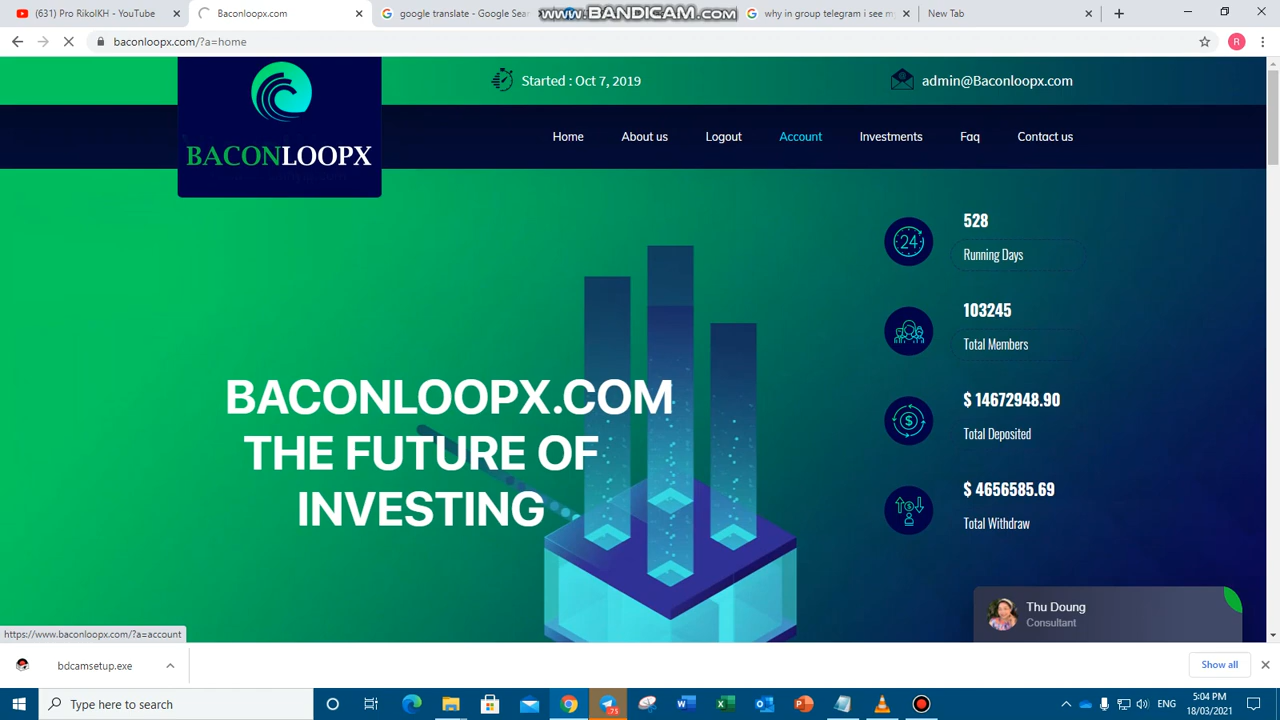 (631) Pro RikolKH - YouTube
Baconloopx.com
google translate - Google Sear
WWW.BANDICAM.COM
why in group telegram i see m
New Tab
baconloopx.com/?a=home
R
Started : Oct 7, 2019
admin@Baconloopx.com
BACONLOOPX
Home
About us
Logout
Account
Investments
Faq
Contact us
24
528
Running Days
103245
Total Members
$ 14672948.90
Total Deposited
$ 4656585.69
Total Withdraw
BACONLOOPX.COM
THE FUTURE OF
INVESTING
Thu Doung
Consultant
https://www.baconloopx.com/?a=account
bdcamsetup.exe
Show all
Type here to search
ENG
5:04 PM
18/03/2021